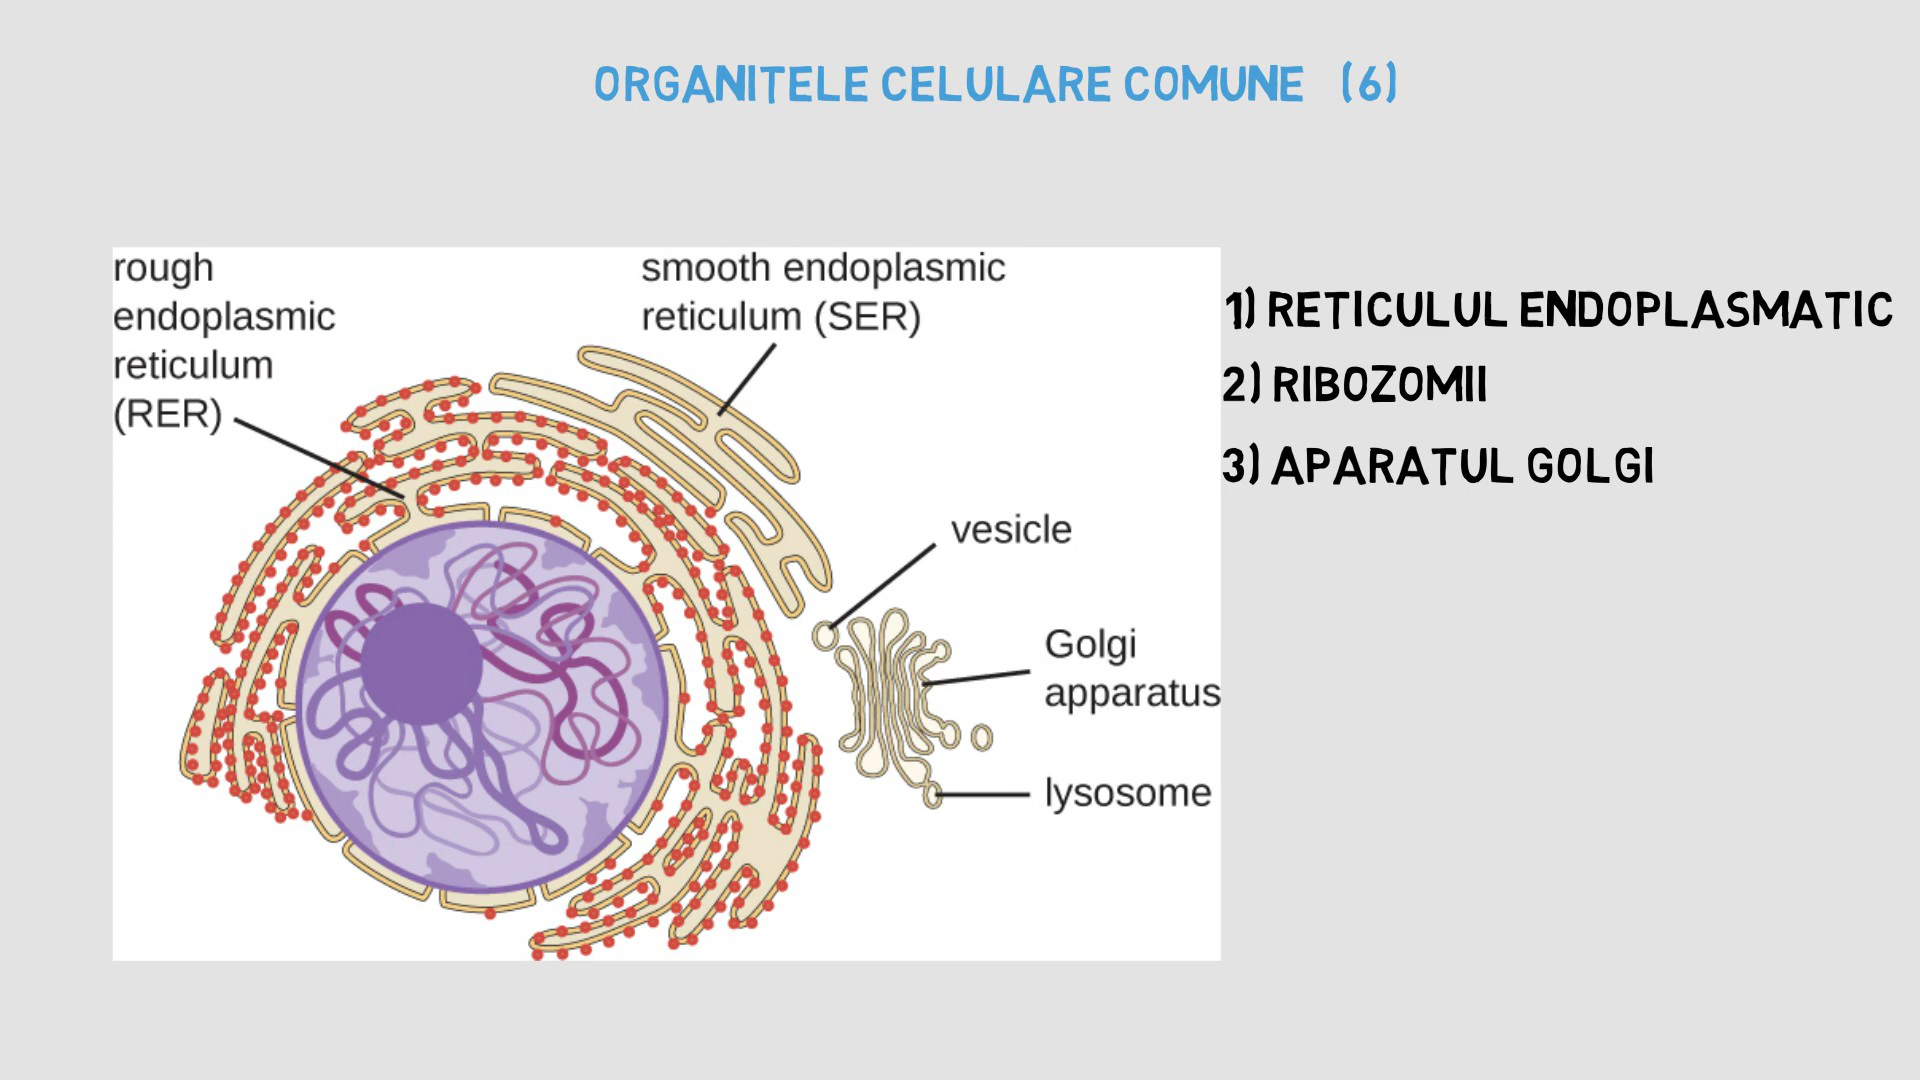 ORGANITELE CELULARE COMUNE (6)
rough
endoplasmic
reticulum
(RER)
smooth endoplasmic
reticulum (SER)
vesicle
Golgi
apparatus
lysosome
1) RETICULUL ENDOPLASMATIC
2) RIBOZOMII
3) APARATUL GOLGI